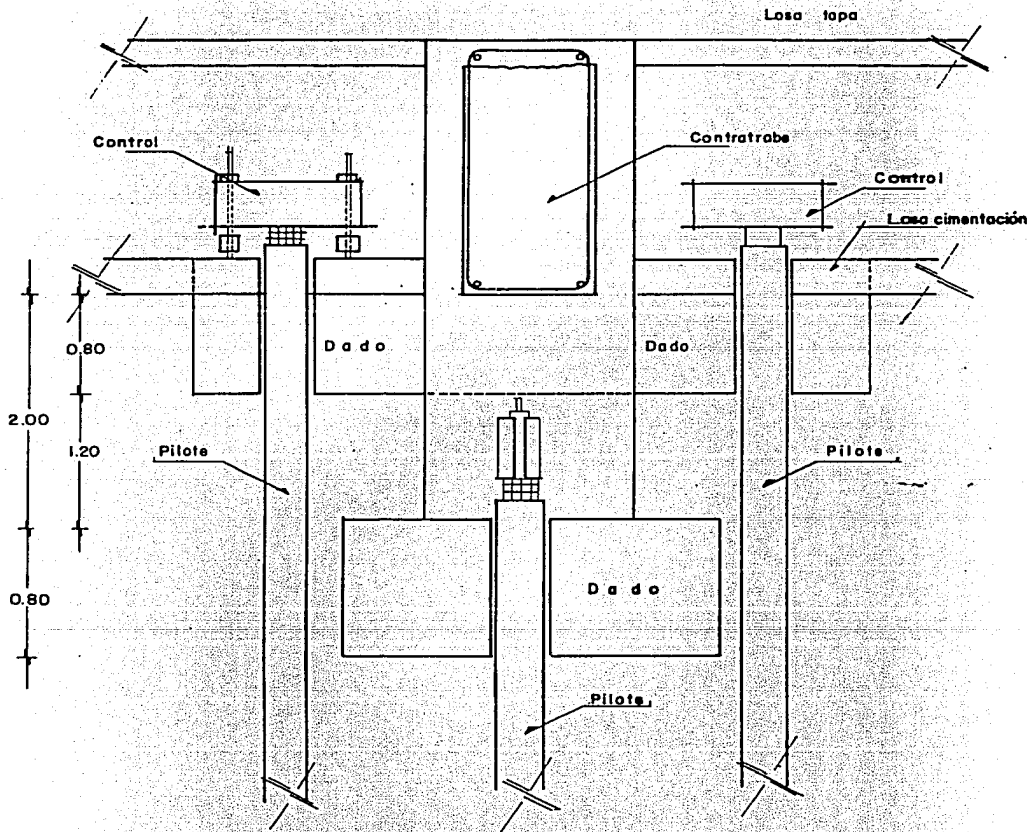 Losa tapa
Control
Contratrabe
Control
Losa cimentación
Dado
Dado
0.80
2.00
1.20
Pilote
Pilote
Dado
0.80
Pilote